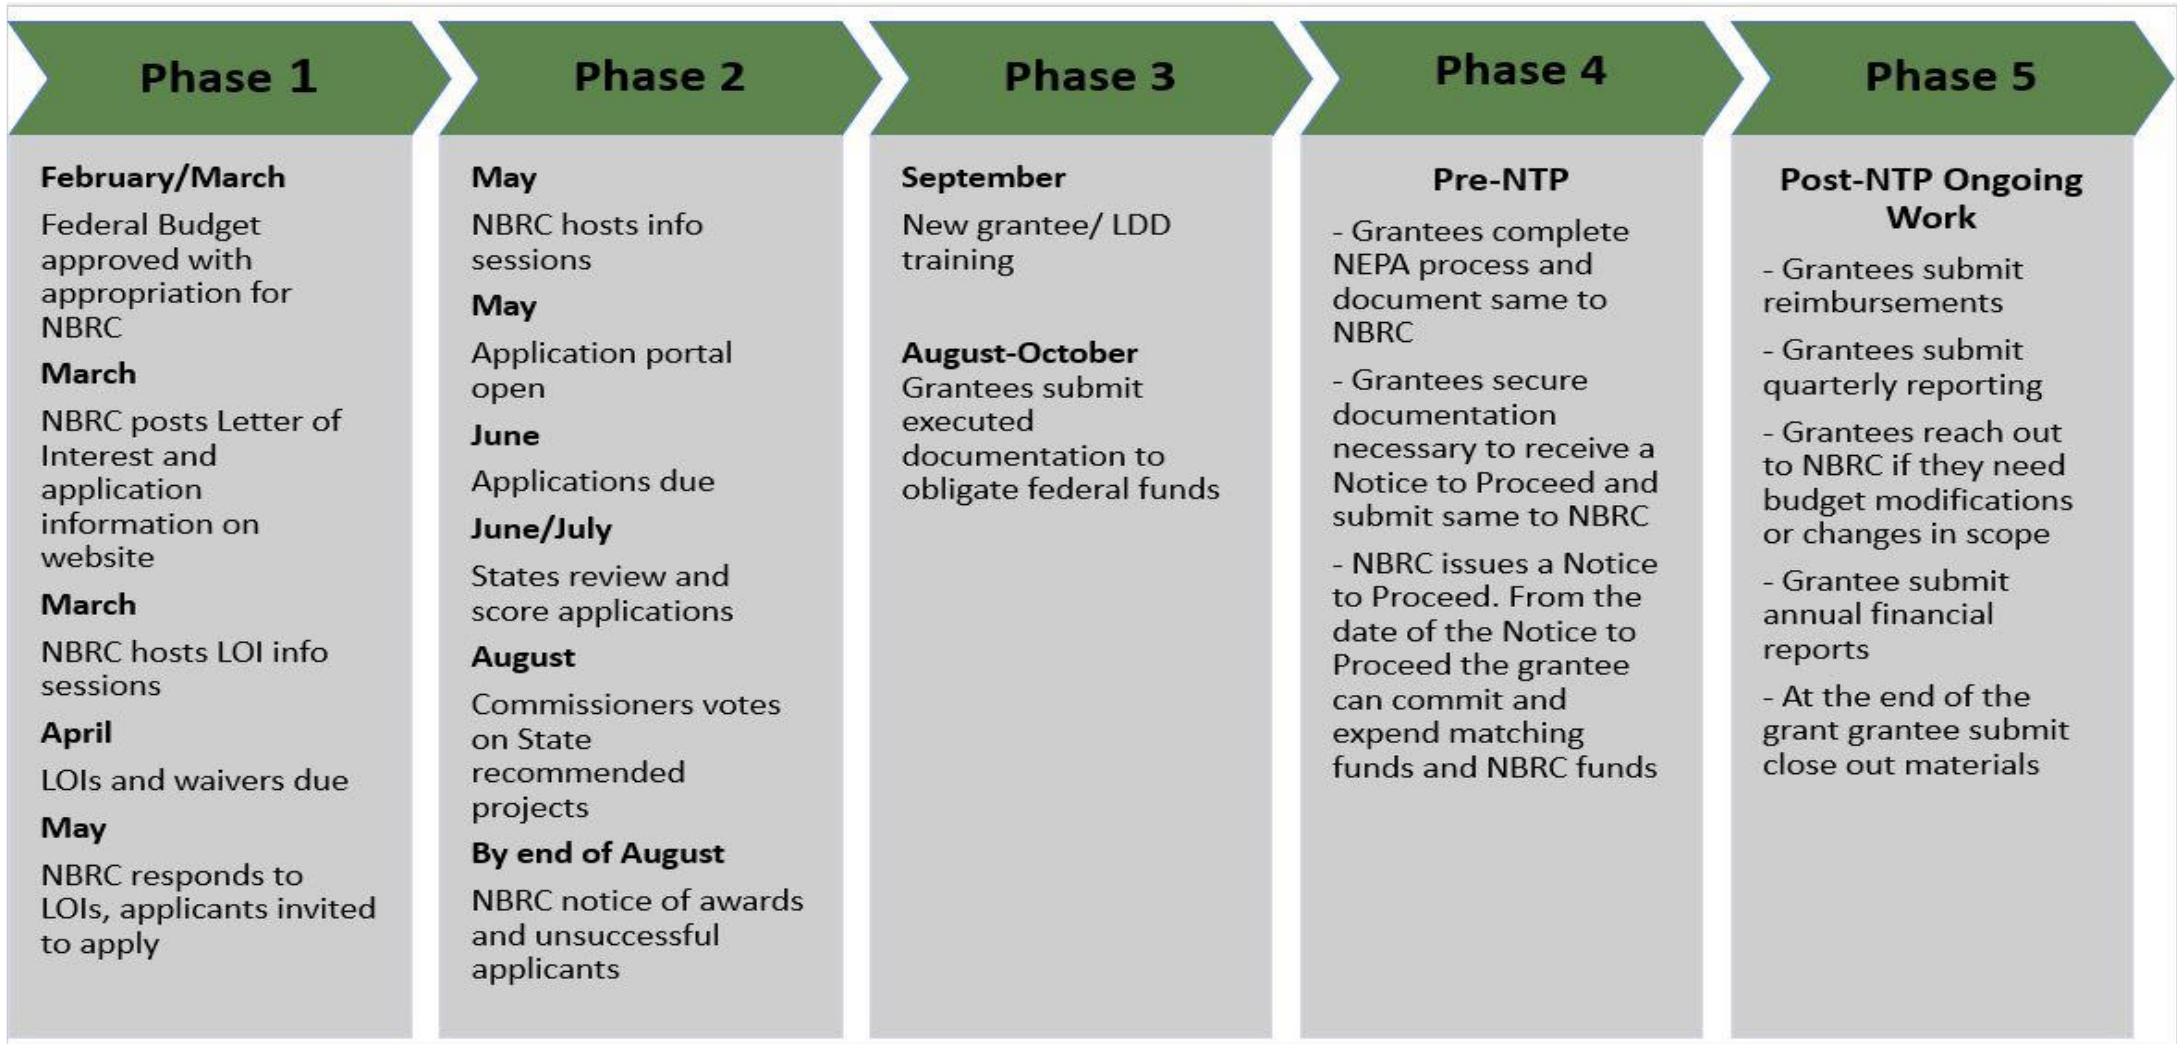 Phase 1
February/March
Federal Budget
approved with
appropriation for
NBRC
March
NBRC posts Letter of
Interest and
application
information on
website
March
NBRC hosts LOI info
sessions
April
LOIs and waivers due
May
NBRC responds to
LOIs, applicants invited
to apply
Phase 2
May
NBRC hosts info
sessions
May
Application portal
open
June
Applications due
June/July
States review and
score applications
August
Commissioners votes
on State
recommended
projects
By end of August
NBRC notice of awards
and unsuccessful
applicants
Phase 3
September
New grantee/ LDD
training
August-October
Grantees submit
executed
documentation to
obligate federal funds
Phase 4
Pre-NTP
- Grantees complete
NEPA process and
document same to
NBRC
- Grantees secure
documentation
necessary to receive a
Notice to Proceed and
submit same to NBRC
- NBRC issues a Notice
to Proceed. From the
date of the Notice to
Proceed the grantee
can commit and
expend matching
funds and NBRC funds
Phase 5
Post-NTP Ongoing
Work
- Grantees submit
reimbursements
- Grantees submit
quarterly reporting
- Grantees reach out
to NBRC if they need
budget modifications
or changes in scope
- Grantee submit
annual financial
reports
- At the end of the
grant grantee submit
close out materials